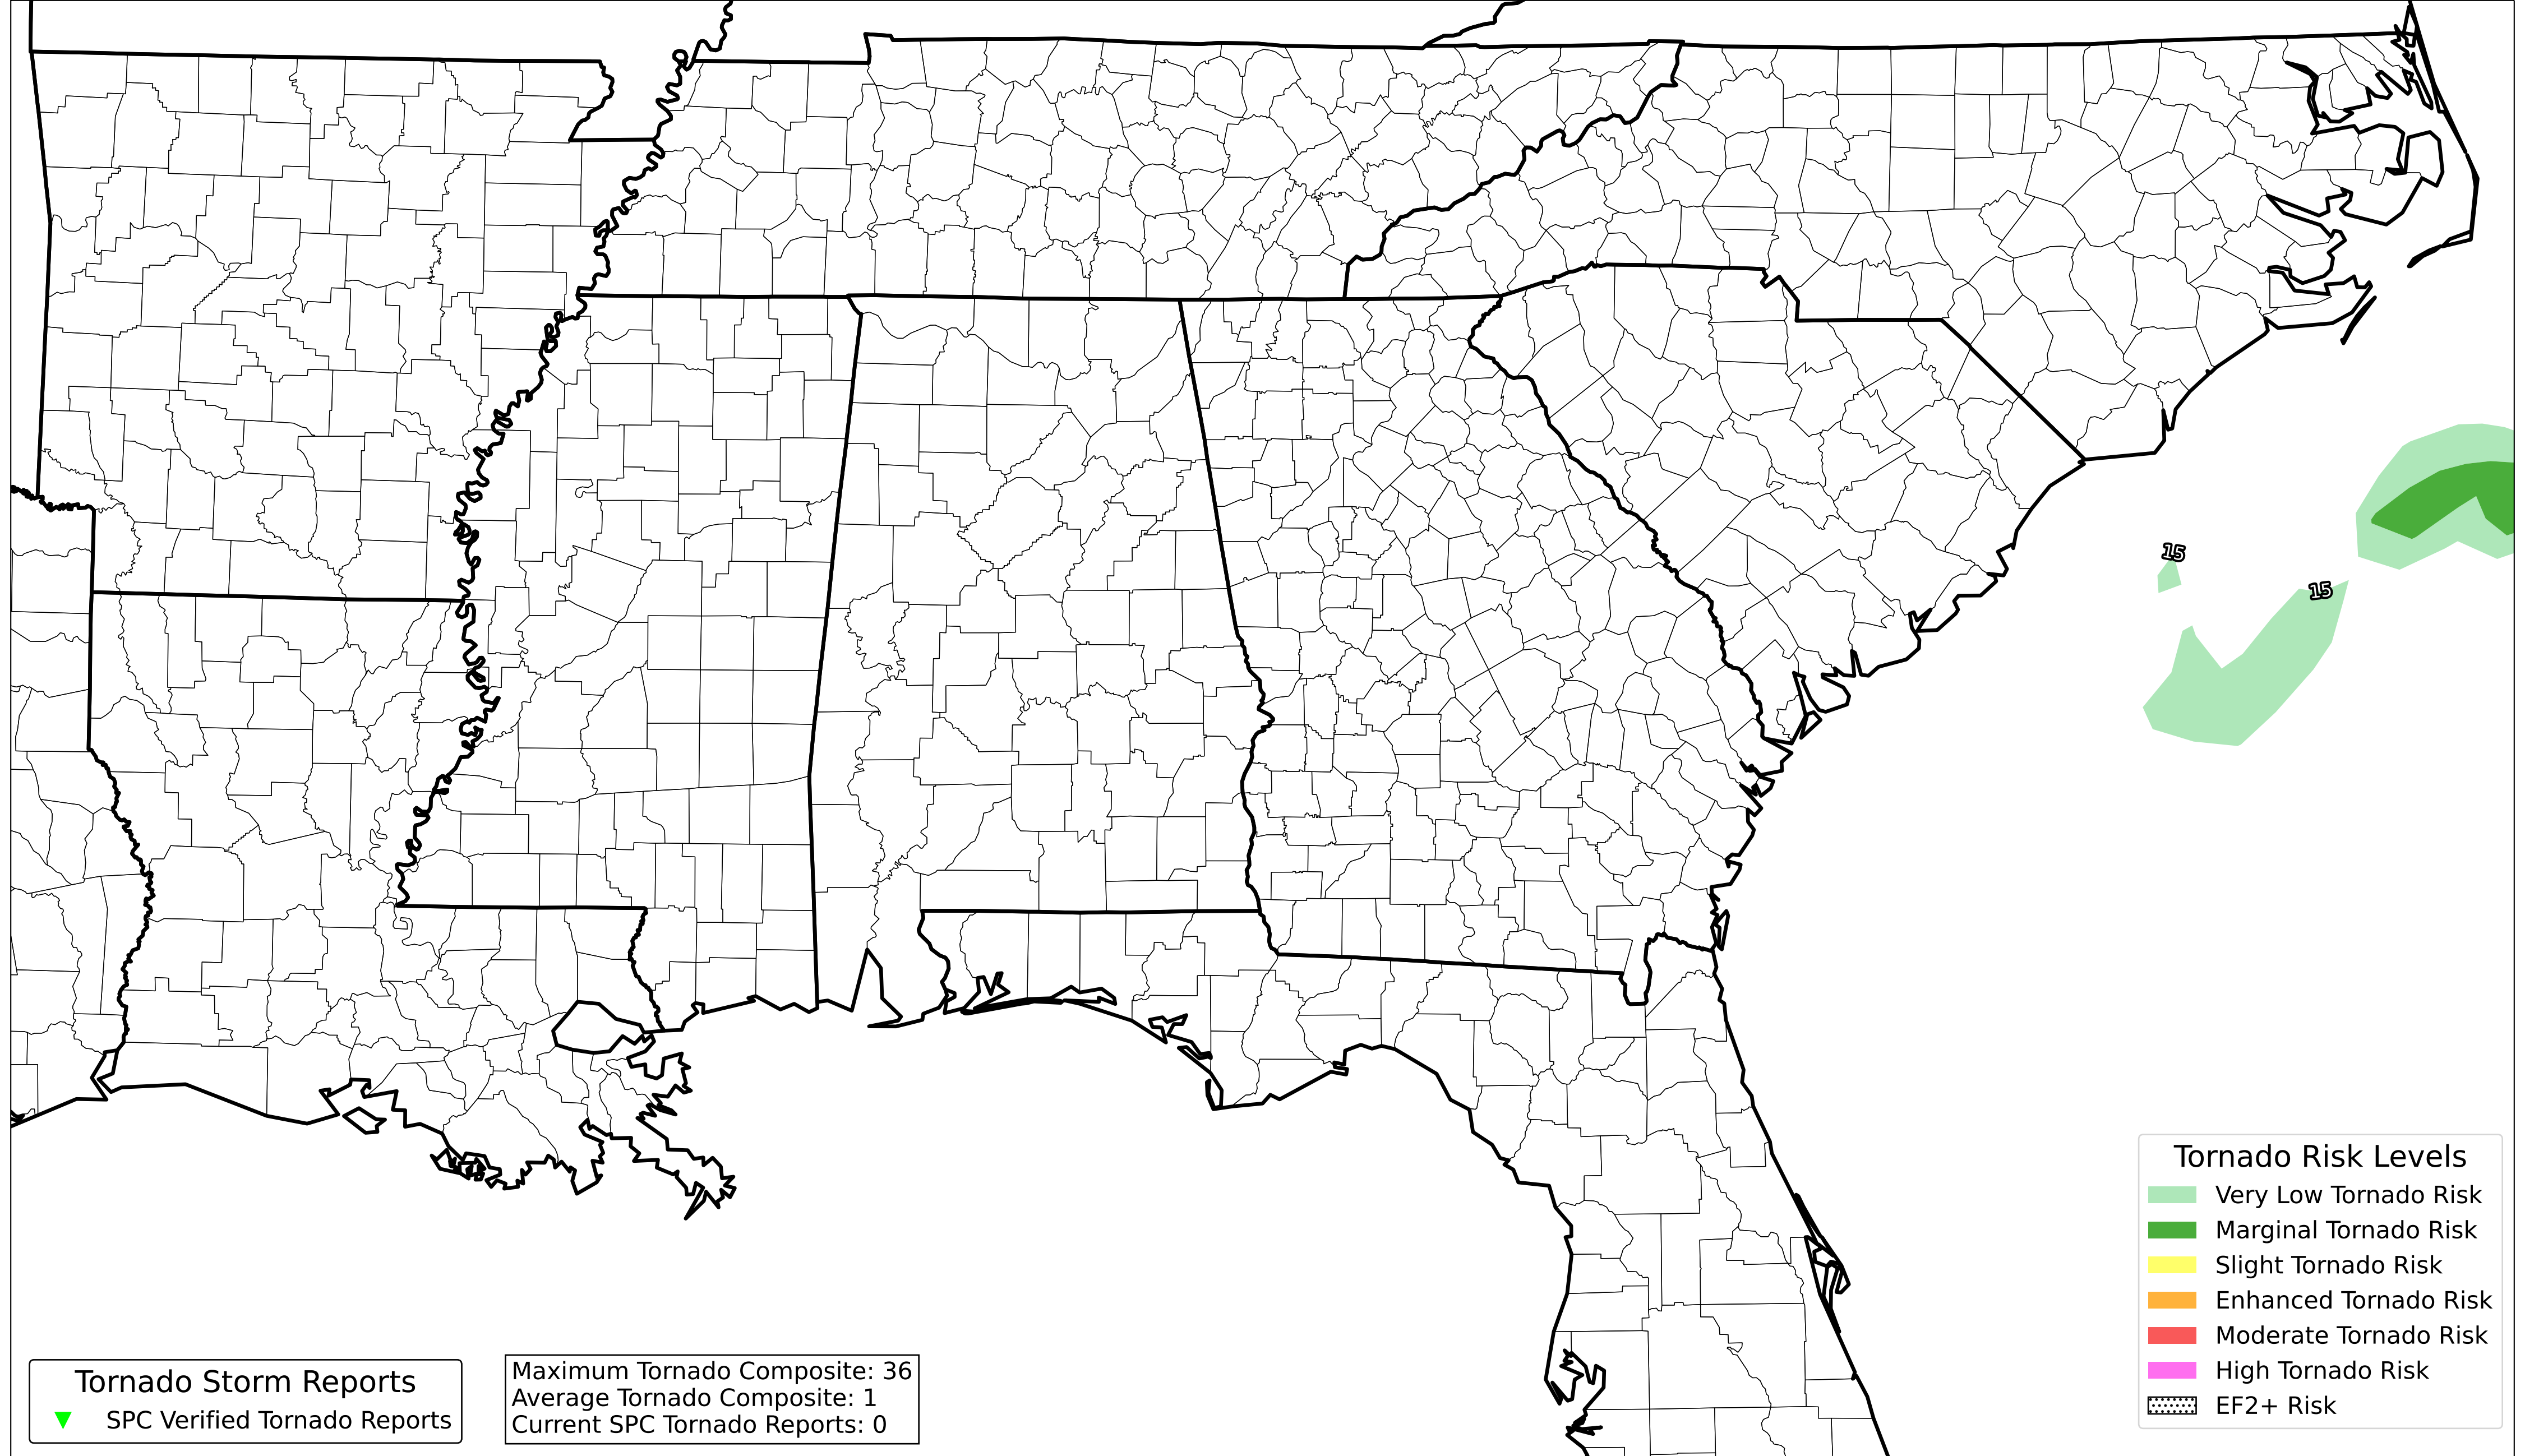 15
15
Tornado Risk Levels
Very Low Tornado Risk
Marginal Tornado Risk
Slight Tornado Risk
Enhanced Tornado Risk
Moderate Tornado Risk
High Tornado Risk
EF2+ Risk
Tornado Storm Reports
SPC Verified Tornado Reports
Maximum Tornado Composite: 36
Average Tornado Composite: 1
Current SPC Tornado Reports: 0